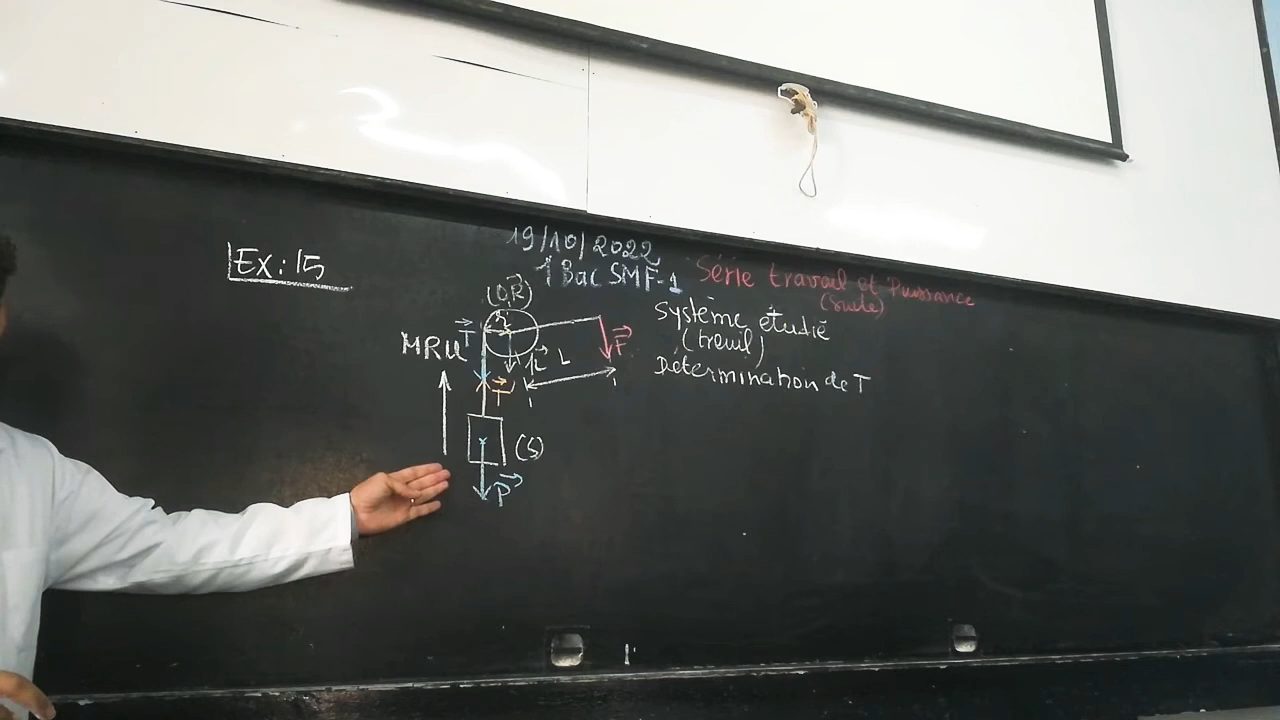 19/10/2022
1 Bac SMF-1 Série travail et Puissance
(suite)
Ex: 15
système étudié
(treuil)
Détermination de T
(O,R)
r
T
F
MRU
R
L
T
(S)
P